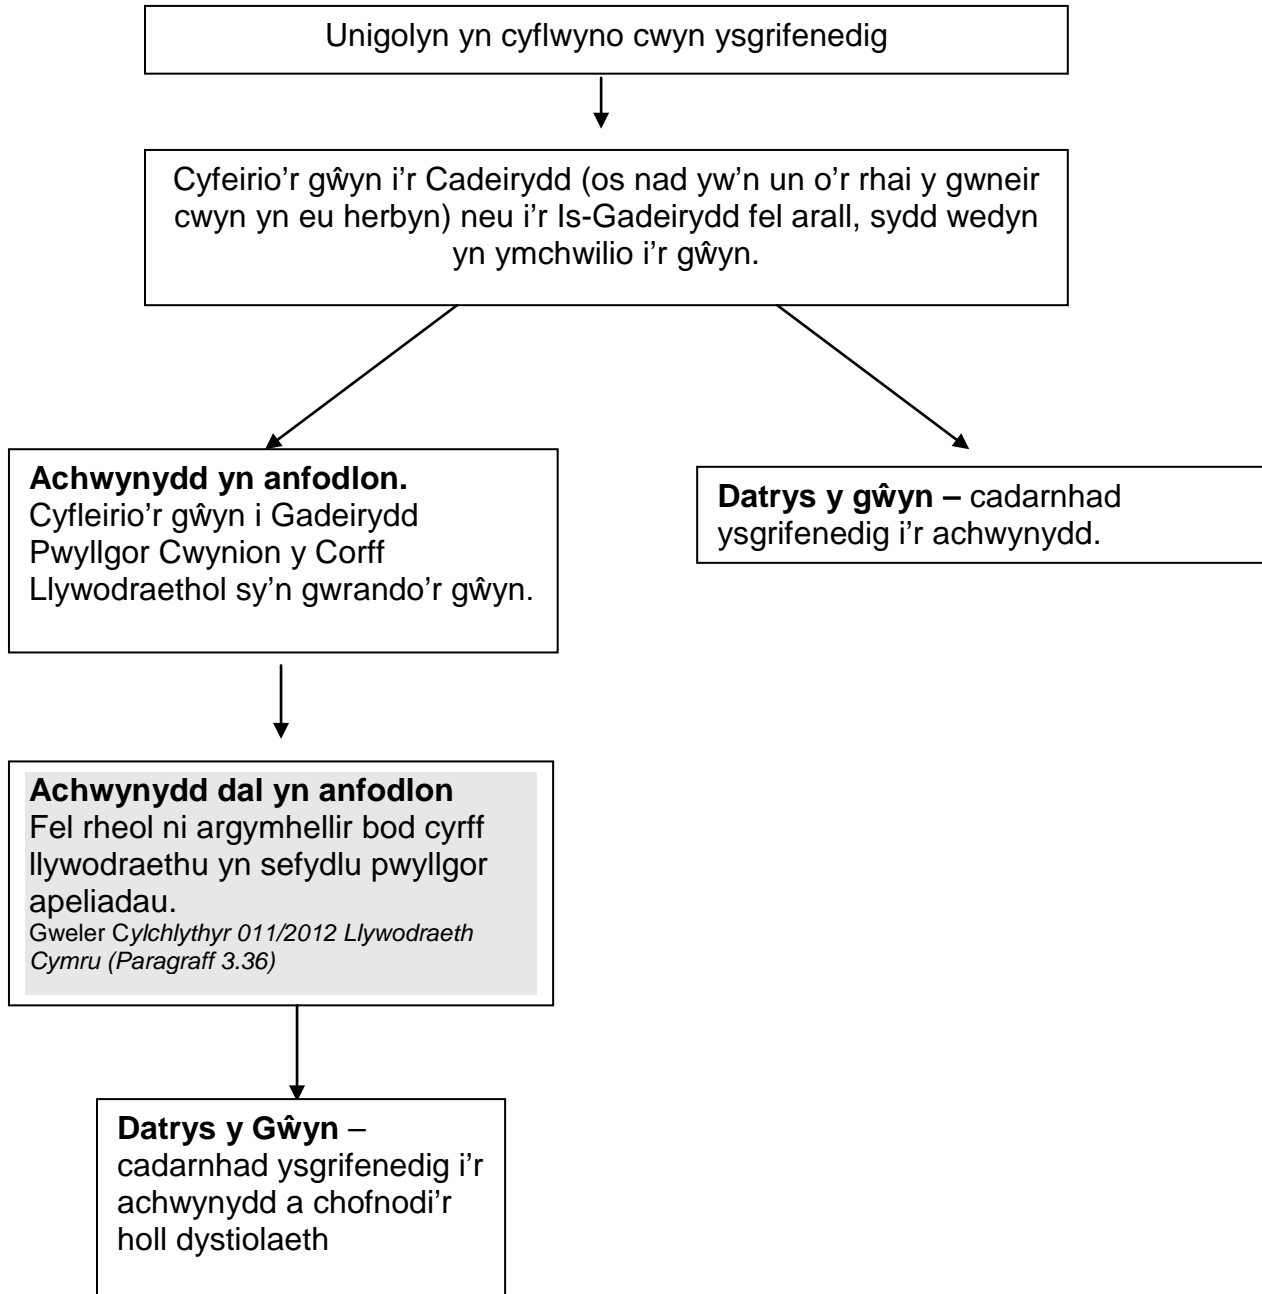 Unigolyn yn cyflwyno cwyn ysgrifenedig
Cyfeirio'r gŵyn i'r Cadeirydd (os nad yw'n un o'r rhai y gwneir
cwyn yn eu herbyn) neu i'r Is-Gadeirydd fel arall, sydd wedyn
yn ymchwilio i'r gŵyn.
Achwynydd yn anfodlon.
Cyfleirio'r gŵyn i Gadeirydd
Pwyllgor Cwynion y Corff
Llywodraethol sy'n gwrando'r gŵyn.
Datrys y gŵyn – cadarnhad
ysgrifenedig i'r achwynydd.
Achwynydd dal yn anfodlon
Fel rheol ni argymhellir bod cyrff
llywodraethu yn sefydlu pwyllgor
apeliadau.
Gweler Cylchlythyr 011/2012 Llywodraeth
Cymru (Paragraff 3.36)
Datrys y Gŵyn –
cadarnhad ysgrifenedig i'r
achwynydd a chofnodi'r
holl dystiolaeth